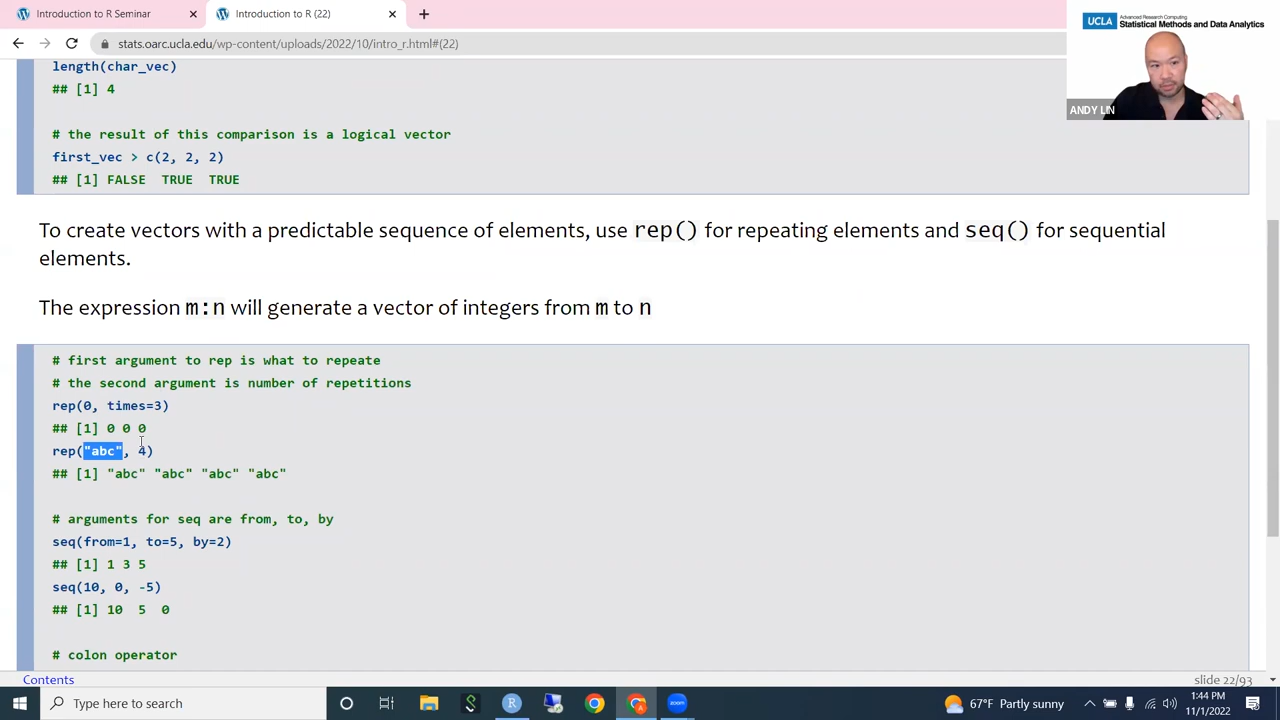 Introduction to R Seminar
Introduction to R (22)
stats.oarc.ucla.edu/wp-content/uploads/2022/10/intro_r.html#(22)
UCLA
Advanced Research Computing
Statistical Methods and Data Analytics
ANDY LIN
length(char_vec)
## [1] 4
# the result of this comparison is a logical vector
first_vec > c(2, 2, 2)
## [1] FALSE TRUE TRUE
To create vectors with a predictable sequence of elements, use rep() for repeating elements and seq() for sequential
elements.
The expression m:n will generate a vector of integers from m to n
# first argument to rep is what to repeate
# the second argument is number of repetitions
rep(0, times=3)
## [1] 0 0 0
rep("abc", 4)
## [1] "abc" "abc" "abc" "abc"
# arguments for seq are from, to, by
seq(from=1, to=5, by=2)
## [1] 1 3 5
seq(10, 0, -5)
## [1] 10 5 0
# colon operator
Contents
slide 22/93
Type here to search
67°F Partly sunny
1:44 PM
11/1/2022